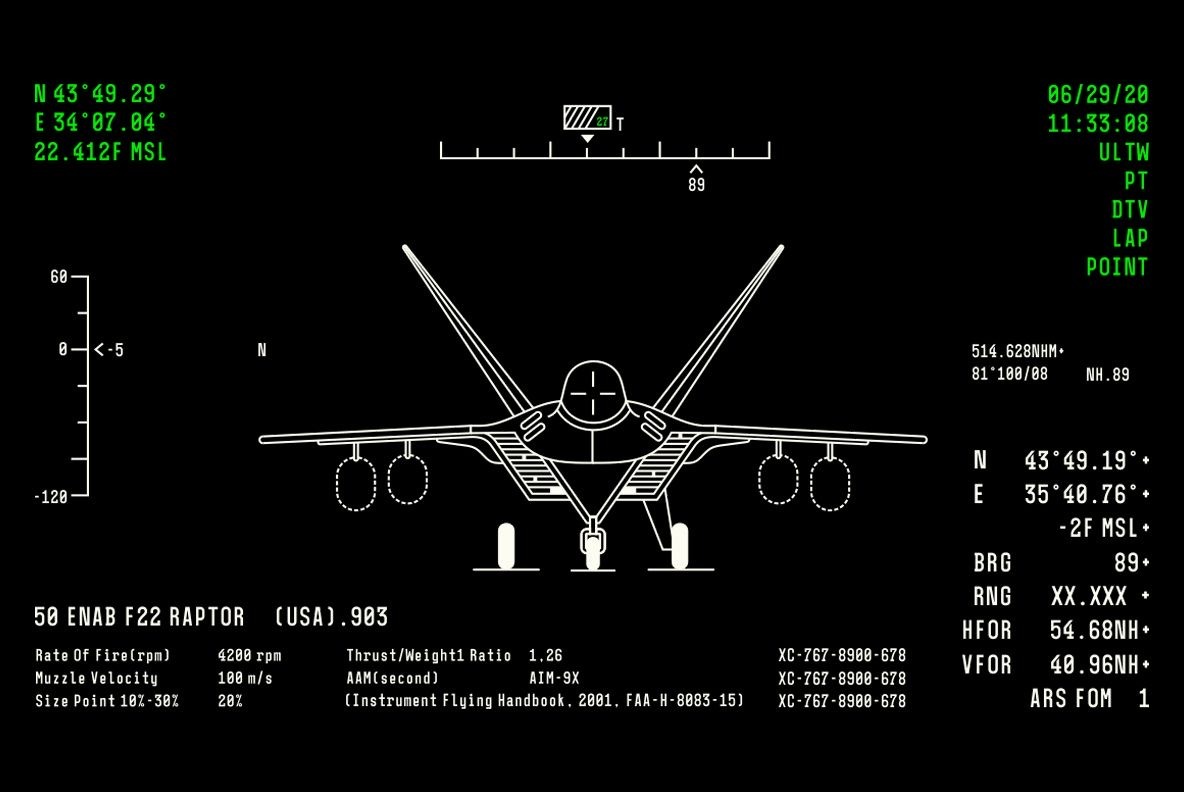 N 43°49.29°
E 34°07.04°
22.412F MSL
27 T
89
06/29/20
11:33:08
ULTW
PT
DTV
LAP
POINT
60
0 <-5
-120
N
514.628NHM+
81°100/08 NH.89
N 43°49.19°+
E 35°40.76°+
-2F MSL+
BRG 89+
RNG XX.XXX +
HFOR 54.68NH+
VFOR 40.96NH+
ARS FOM 1
50 ENAB F22 RAPTOR (USA).903
Rate Of Fire(rpm) 4200 rpm Thrust/Weight1 Ratio 1,26 XC-767-8900-678
Muzzle Velocity 100 m/s AAM(second) AIM-9X XC-767-8900-678
Size Point 10%-30% 20% (Instrument Flying Handbook, 2001, FAA-H-8083-15) XC-767-8900-678